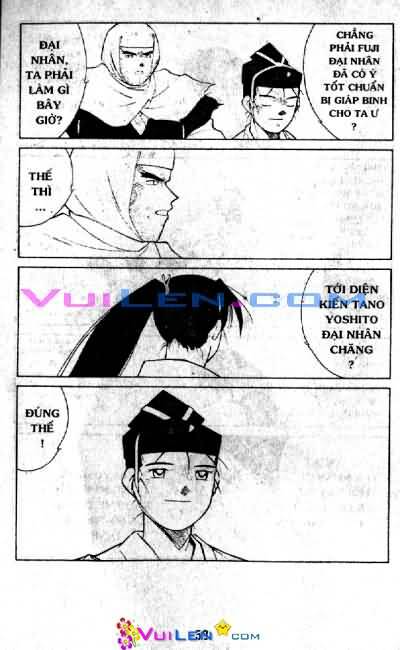 ĐẠI
NHÂN,
TA PHẢI
LÀM GÌ
BÂY
GIỜ?
CHẲNG
PHẢI FUJI
ĐẠI NHÂN
ĐÃ CÓ Ý
TỐT CHUẨN
BỊ GIÁP BINH
CHO TA Ư
?
THẾ
THÌ
...
TỚI DIỆN
KIẾN TANO
YOSHITO
ĐẠI NHÂN
CHĂNG
?
VUILEN.COM
ĐÚNG
THẾ
!
VUILEN.COM